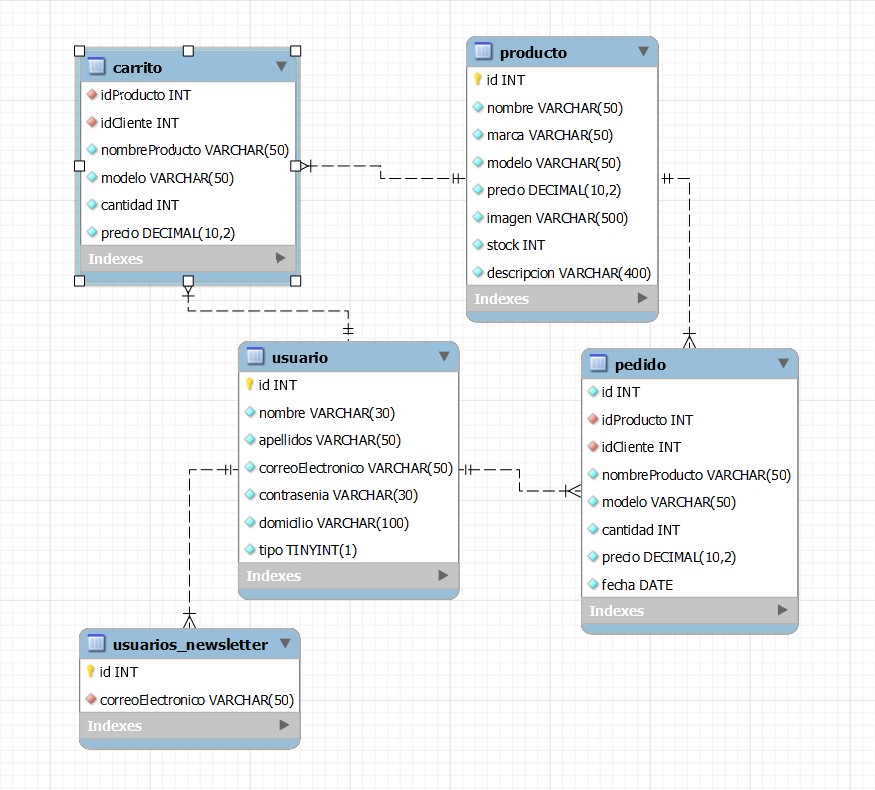 carrito
idProducto INT
idCliente INT
nombreProducto VARCHAR(50)
modelo VARCHAR(50)
cantidad INT
precio DECIMAL(10,2)
Indexes
producto
id INT
nombre VARCHAR(50)
marca VARCHAR(50)
modelo VARCHAR(50)
precio DECIMAL(10,2)
imagen VARCHAR(500)
stock INT
descripcion VARCHAR(400)
Indexes
usuario
id INT
nombre VARCHAR(30)
apellidos VARCHAR(50)
correoElectronico VARCHAR(50)
contrasenia VARCHAR(30)
domicilio VARCHAR(100)
tipo TINYINT(1)
Indexes
pedido
id INT
idProducto INT
idCliente INT
nombreProducto VARCHAR(50)
modelo VARCHAR(50)
cantidad INT
precio DECIMAL(10,2)
fecha DATE
Indexes
usuarios_newsletter
id INT
correoElectronico VARCHAR(50)
Indexes